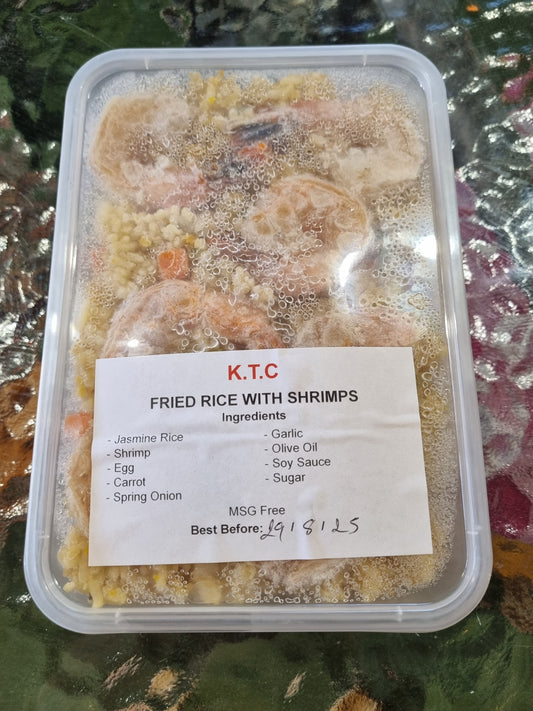 K.T.C
FRIED RICE WITH SHRIMPS
Ingredients
- Jasmine Rice
- Shrimp
- Egg
- Carrot
- Spring Onion
- Garlic
- Olive Oil
- Soy Sauce
- Sugar
MSG Free
Best Before: 29/8/25